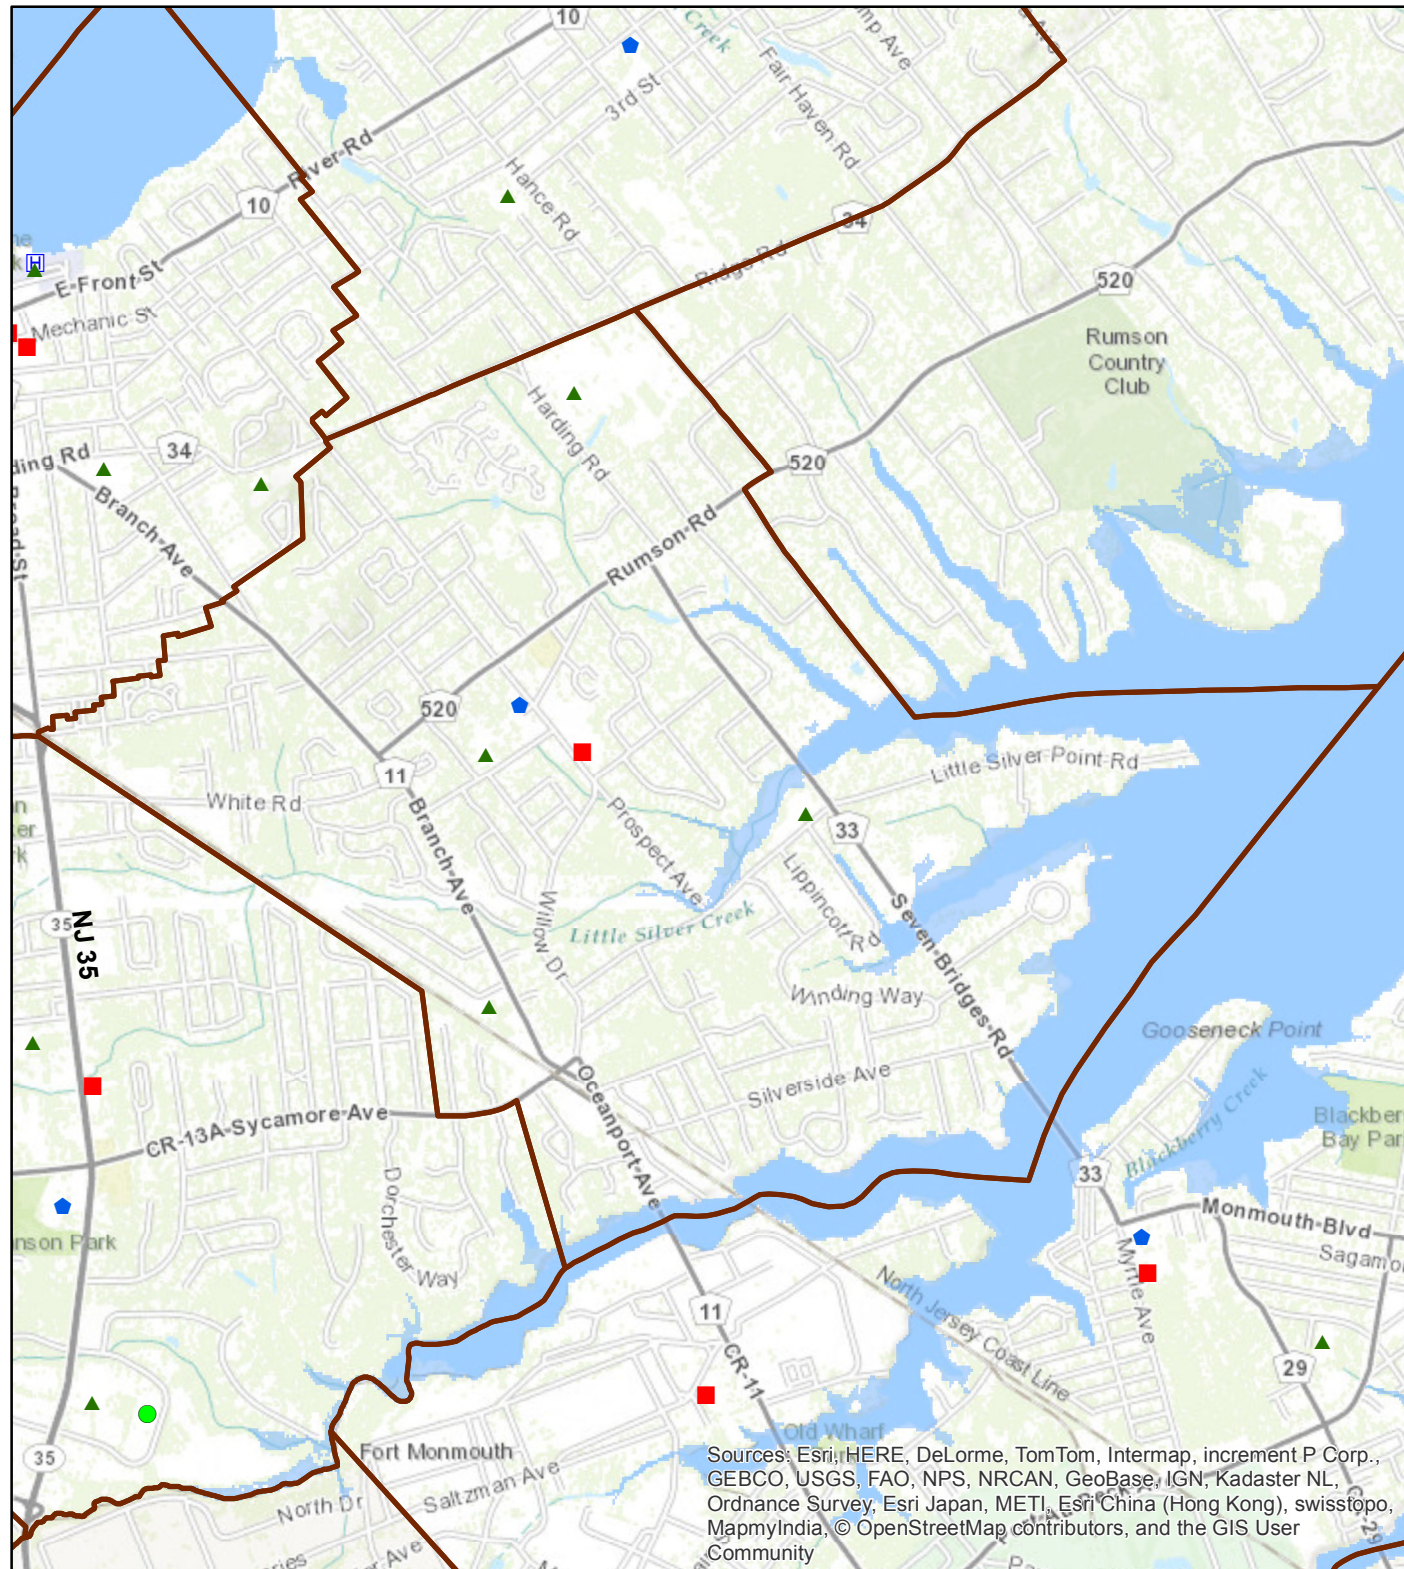 10
Creek
Ave
3rd St
Fair Haven Rd
River-Rd
10
Hance Rd
34
Ridge Rd
H
E-Front-St
520
Mechanic St
Rumson
Country
Club
Harding Rd
34
520
Branch-Ave
Rumson-Rd
520
11
Little Silver Point-Rd
White Rd
33
Branch-Ave
Prospect Ave
Lippincott Rd
Willow Dr
Little Silver Creek
Seven-Bridges-Rd
35
NJ 35
Winding Way
Gooseneck Point
Silverside Ave
Oceanport-Ave
CR-13A-Sycamore-Ave
Blackberry Creek
Bay
33
Dorchester Way
Monmouth-Blvd
Myrtle Ave
North Jersey Coast Line
11
CR-11
29
Old Wharf
Fort Monmouth
35
Saltzman Ave
North Dr
Sources: Esri, HERE, DeLorme, TomTom, Intermap, increment P Corp.,
GEBCO, USGS, FAO, NPS, NRCAN, GeoBase, IGN, Kadaster NL,
Ordnance Survey, Esri Japan, METI, Esri China (Hong Kong), swisstopo,
MapmyIndia, © OpenStreetMap contributors, and the GIS User
Community